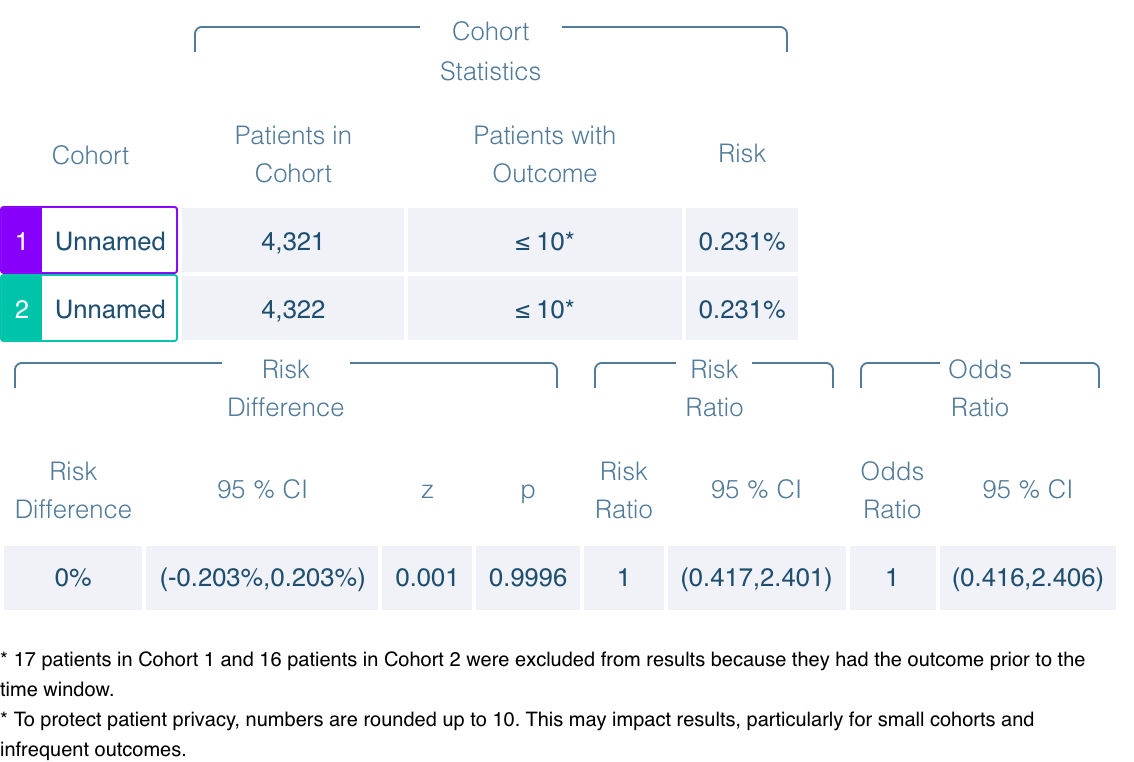 Cohort
Statistics
Cohort
Patients in
Cohort
Patients with
Outcome
Risk
1 Unnamed 4,321 ≤ 10* 0.231%
2 Unnamed 4,322 ≤ 10* 0.231%
Risk
Difference
Risk
Ratio
Odds
Ratio
Risk
Difference
95 % CI
z
p
Risk
Ratio
95 % CI
Odds
Ratio
95 % CI
0% (-0.203%,0.203%) 0.001 0.9996 1 (0.417,2.401) 1 (0.416,2.406)
* 17 patients in Cohort 1 and 16 patients in Cohort 2 were excluded from results because they had the outcome prior to the
time window.
* To protect patient privacy, numbers are rounded up to 10. This may impact results, particularly for small cohorts and
infrequent outcomes.